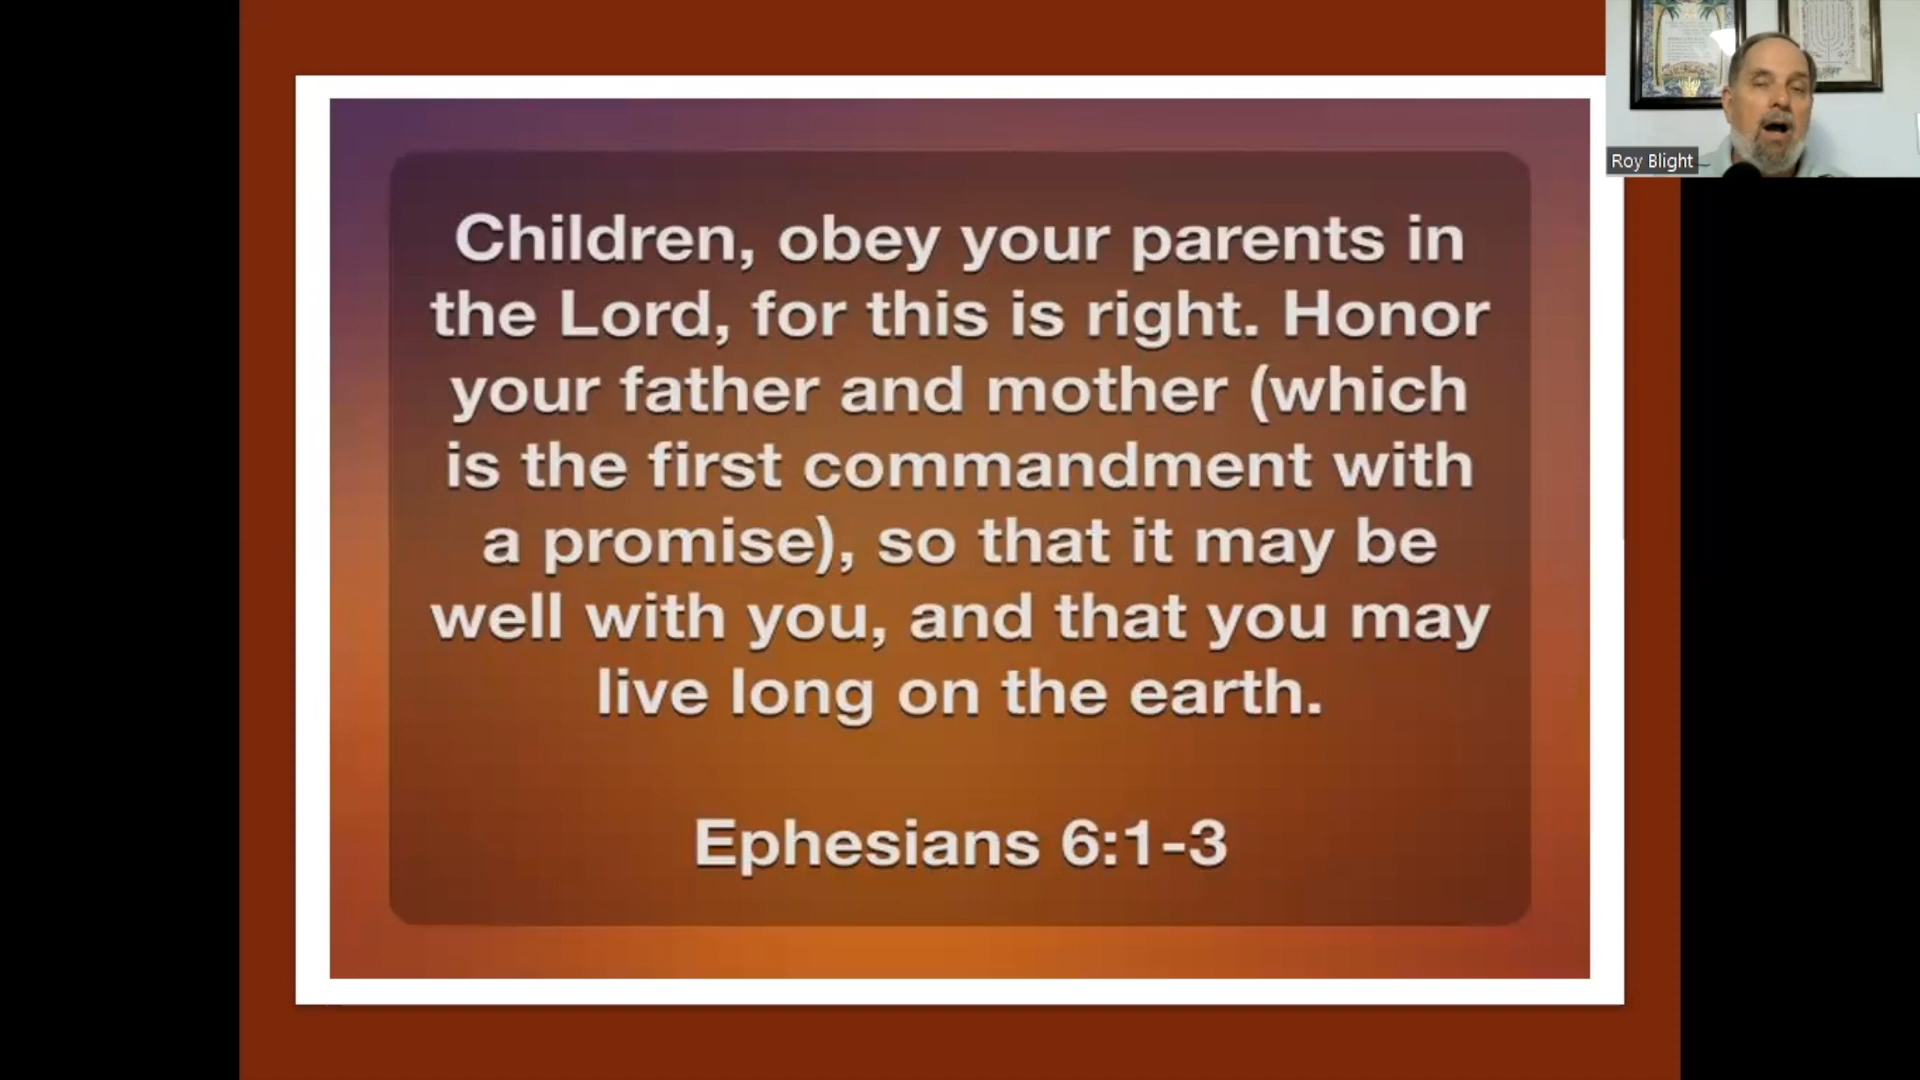 Children, obey your parents in
the Lord, for this is right. Honor
your father and mother (which
is the first commandment with
a promise), so that it may be
well with you, and that you may
live long on the earth.
Ephesians 6:1-3
Roy Blight